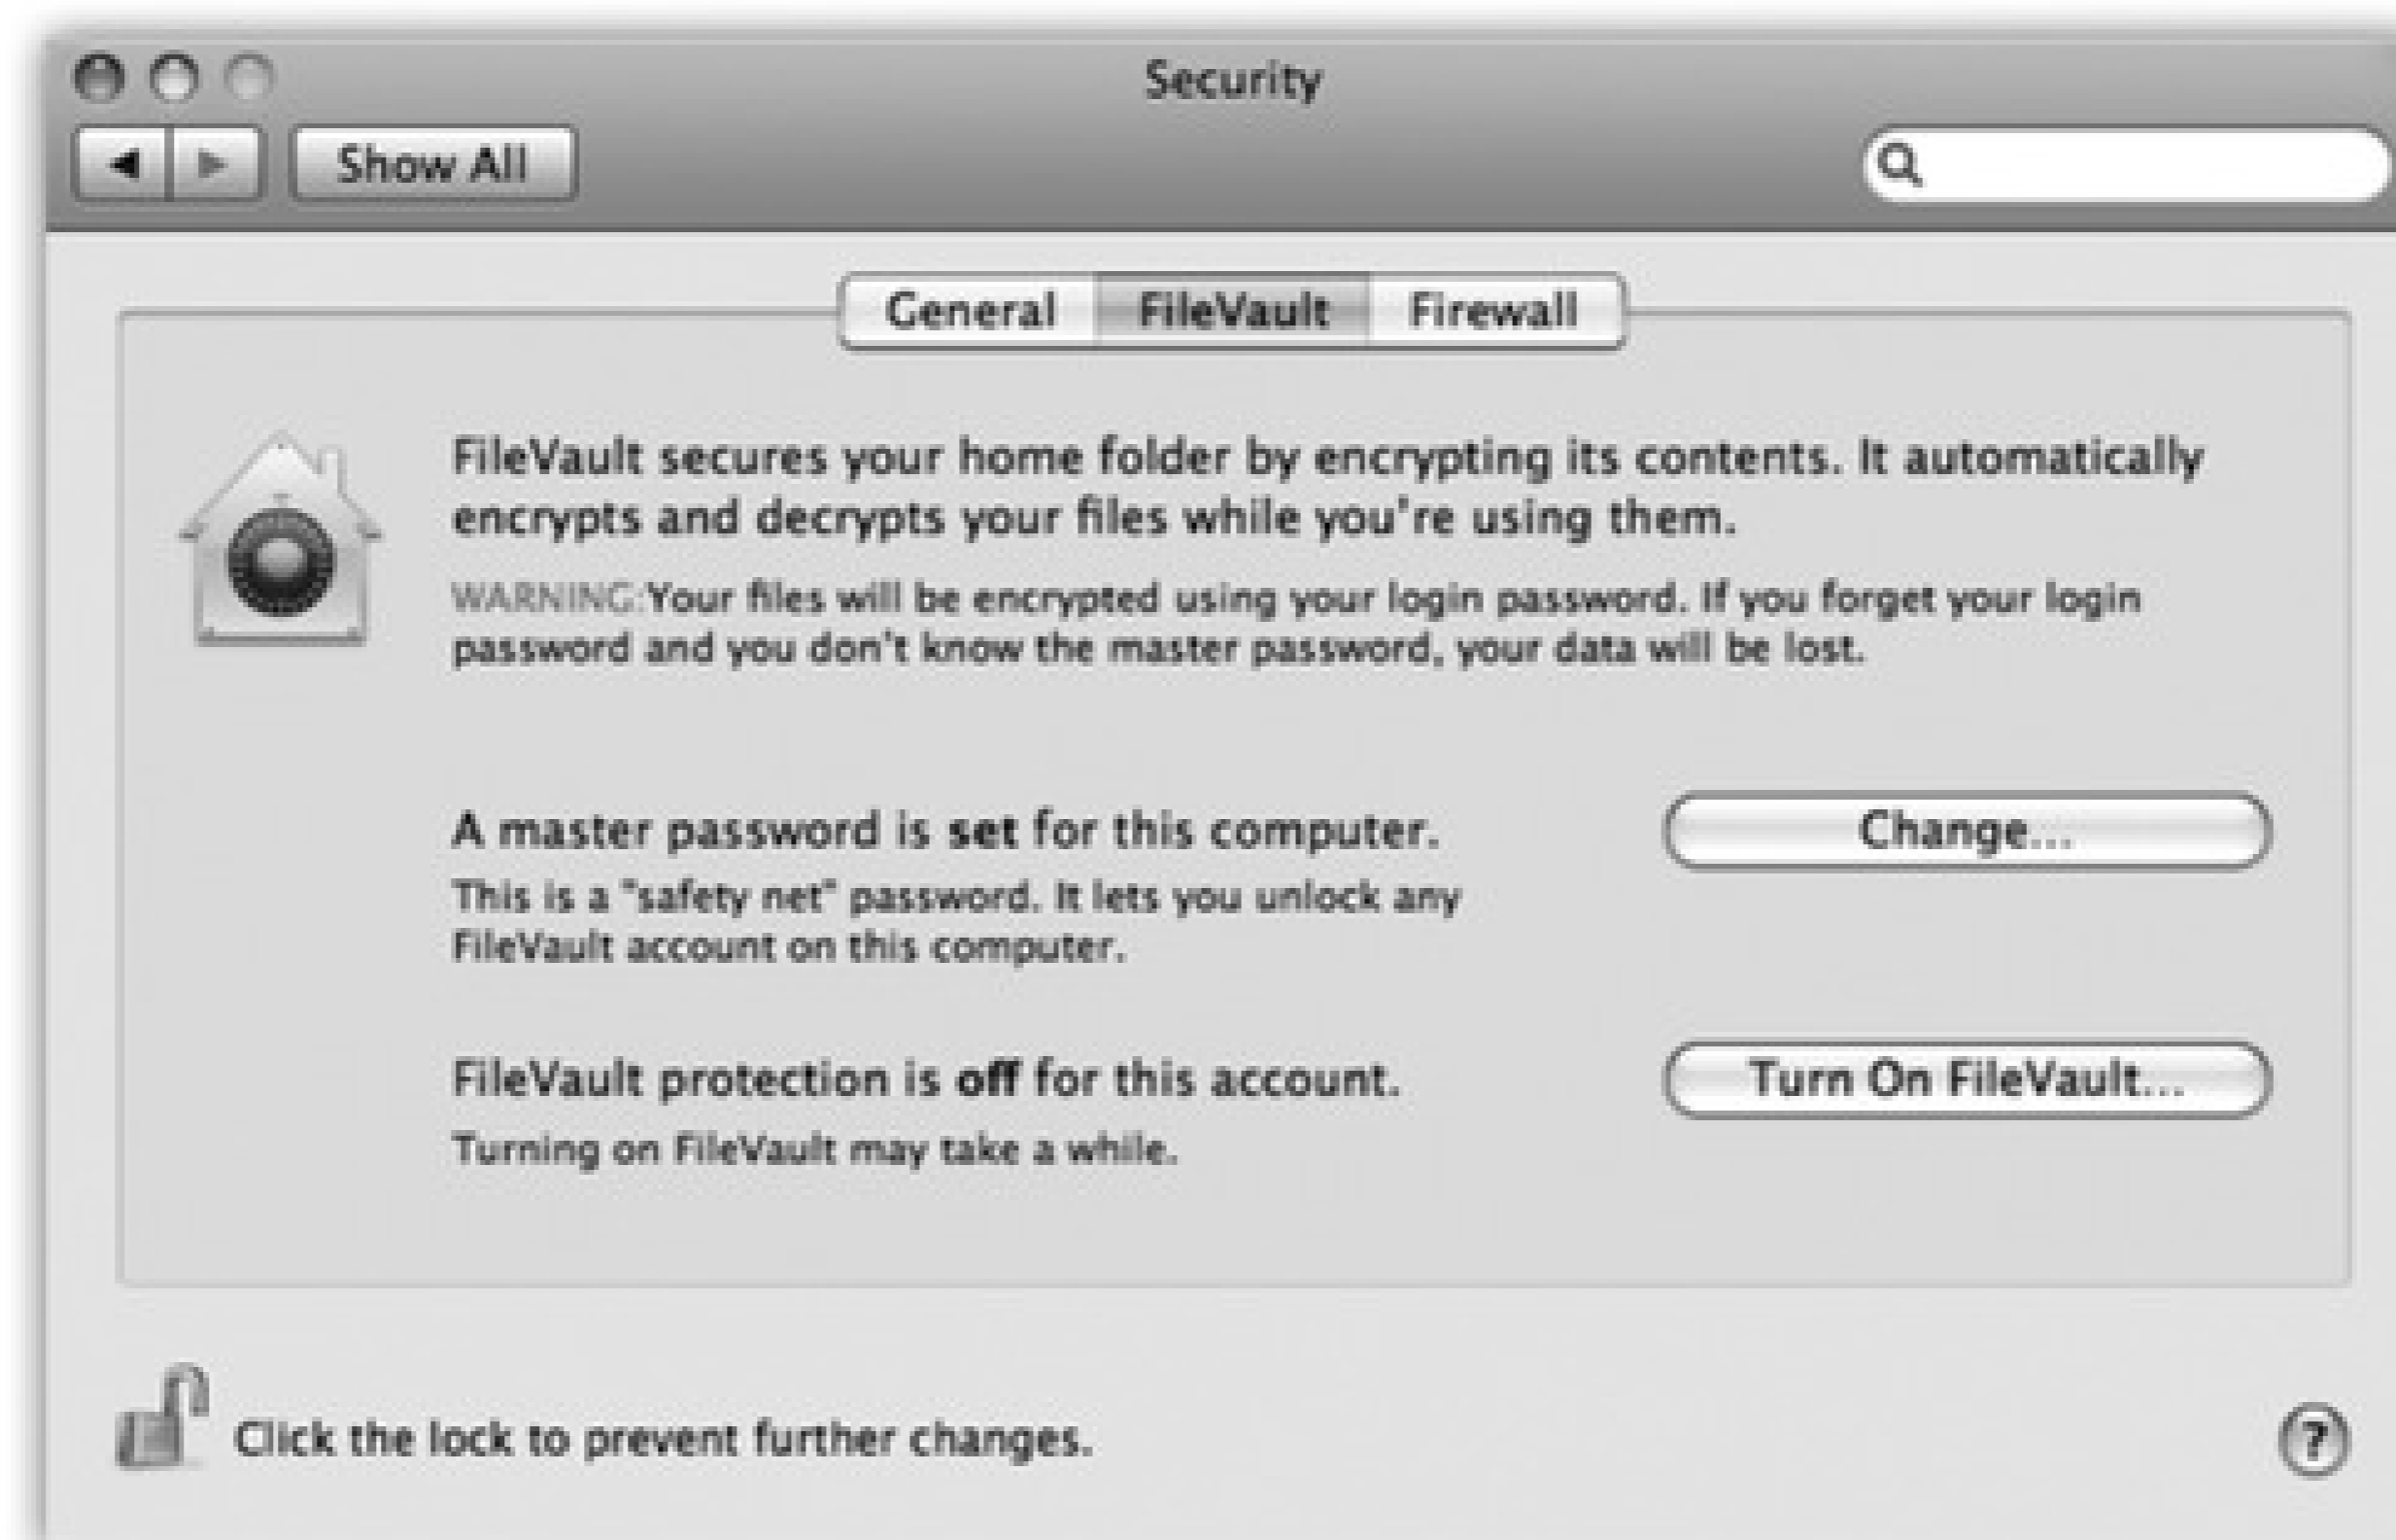 Security
Show All
General FileVault Firewall
FileVault secures your home folder by encrypting its contents. It automatically
encrypts and decrypts your files while you're using them.
WARNING:Your files will be encrypted using your login password. If you forget your login
password and you don't know the master password, your data will be lost.
A master password is set for this computer.
Change...
This is a "safety net" password. It lets you unlock any
FileVault account on this computer.
FileVault protection is off for this account.
Turn On FileVault...
Turning on FileVault may take a while.
Click the lock to prevent further changes.
?